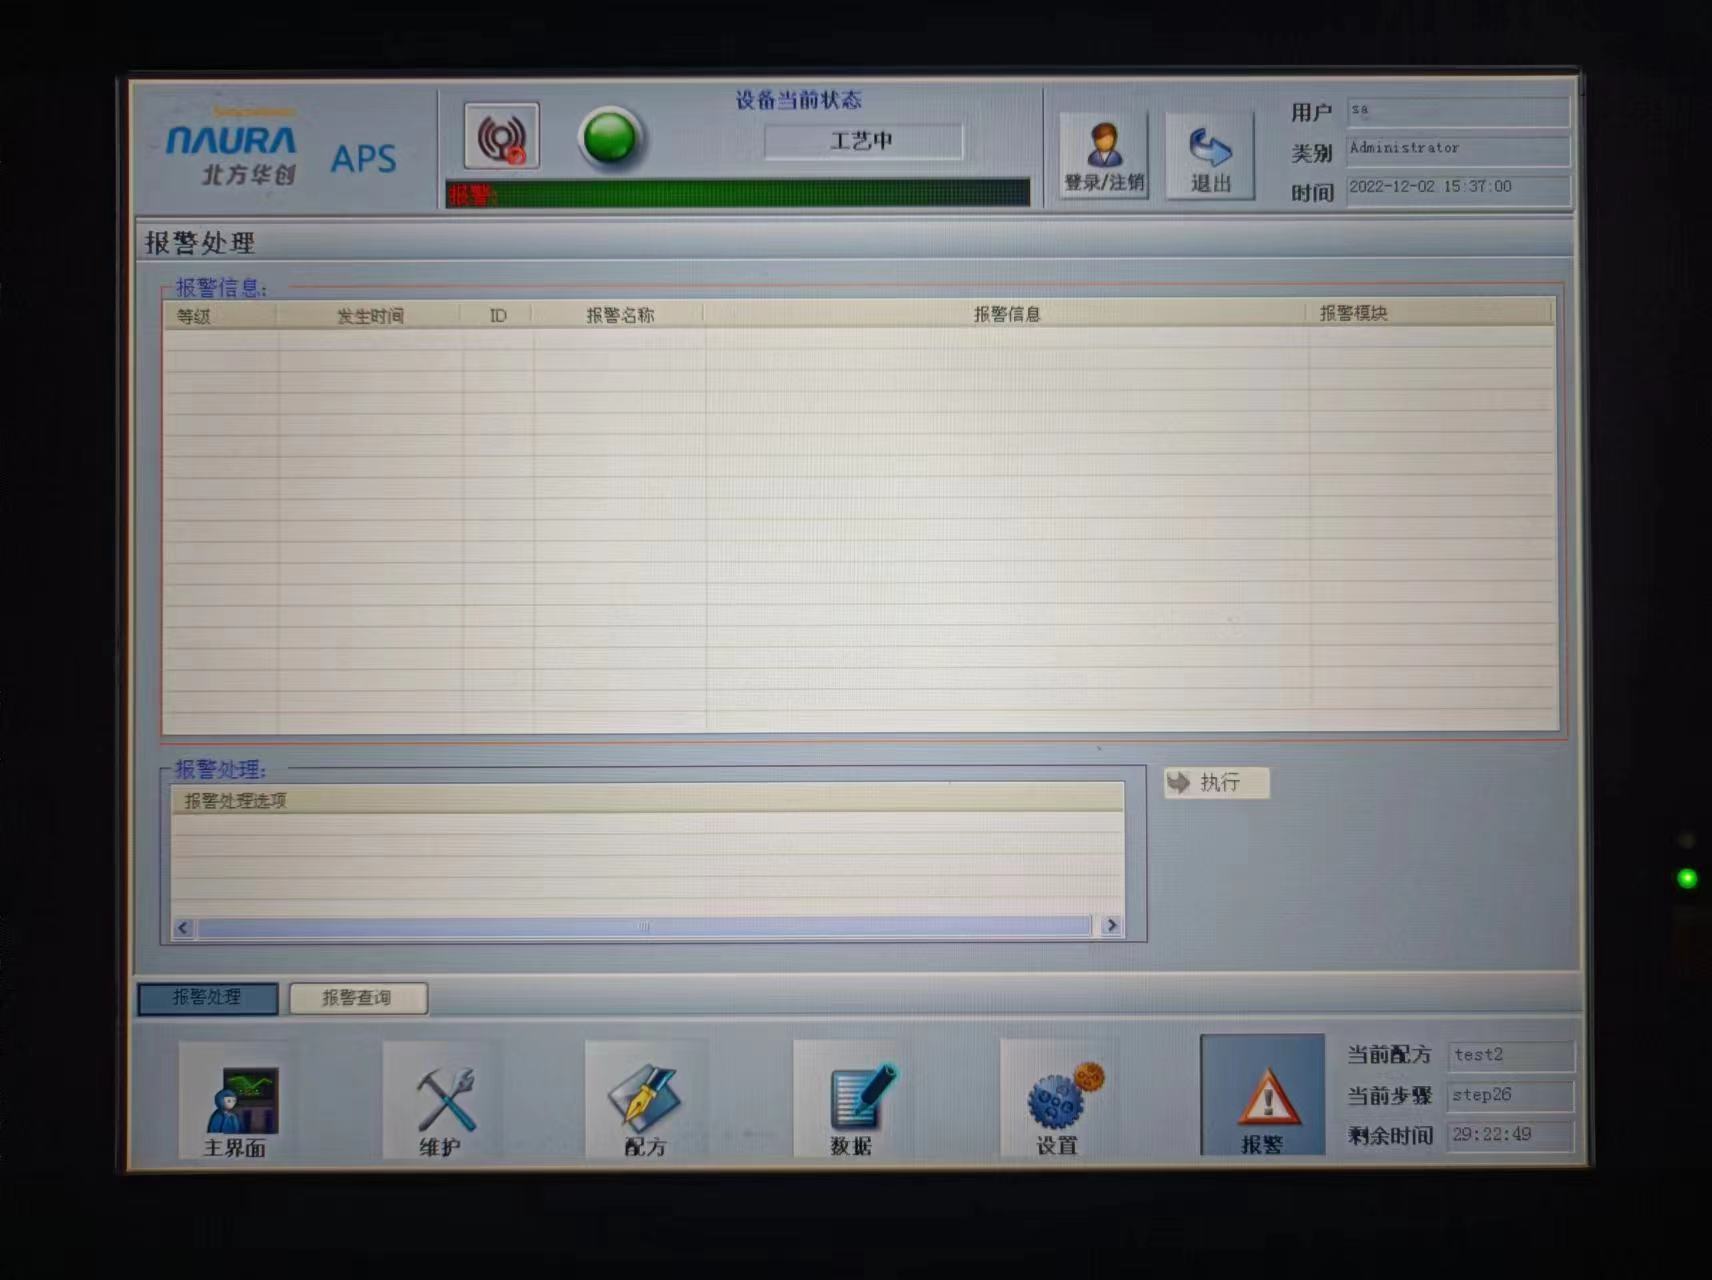 NAURA
北方华创
APS
设备当前状态
工艺中
报警:
登录/注销
退出
用户 sa
类别 Administrator
时间 2022-12-02 15:37:00
报警处理
报警信息:
等级 发生时间 ID 报警名称 报警信息 报警模块
报警处理:
报警处理选项
执行
报警处理 报警查询
主界面 维护 配方 数据 设置 报警
当前配方 test2
当前步骤 step26
剩余时间 29:22:49